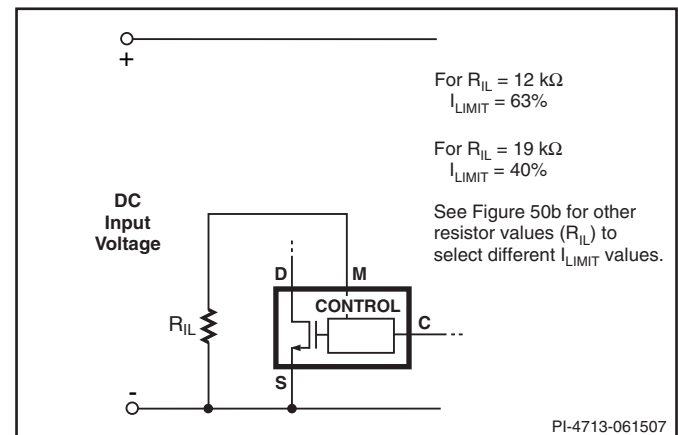 +
For R_IL = 12 kΩ
I_LIMIT = 63%
For R_IL = 19 kΩ
I_LIMIT = 40%
See Figure 50b for other
resistor values (R_IL) to
select different I_LIMIT values.
DC
Input
Voltage
D
M
CONTROL
C
R_IL
S
-
PI-4713-061507